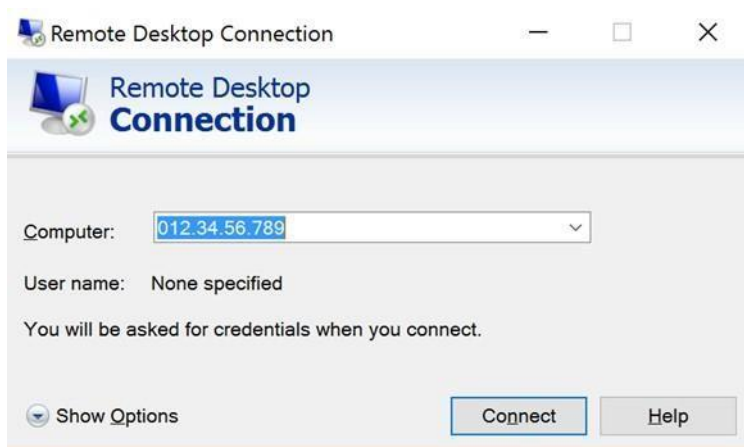 Remote Desktop Connection
Remote Desktop
Connection
Computer: 012.34.56.789
User name: None specified
You will be asked for credentials when you connect.
Show Options Connect Help